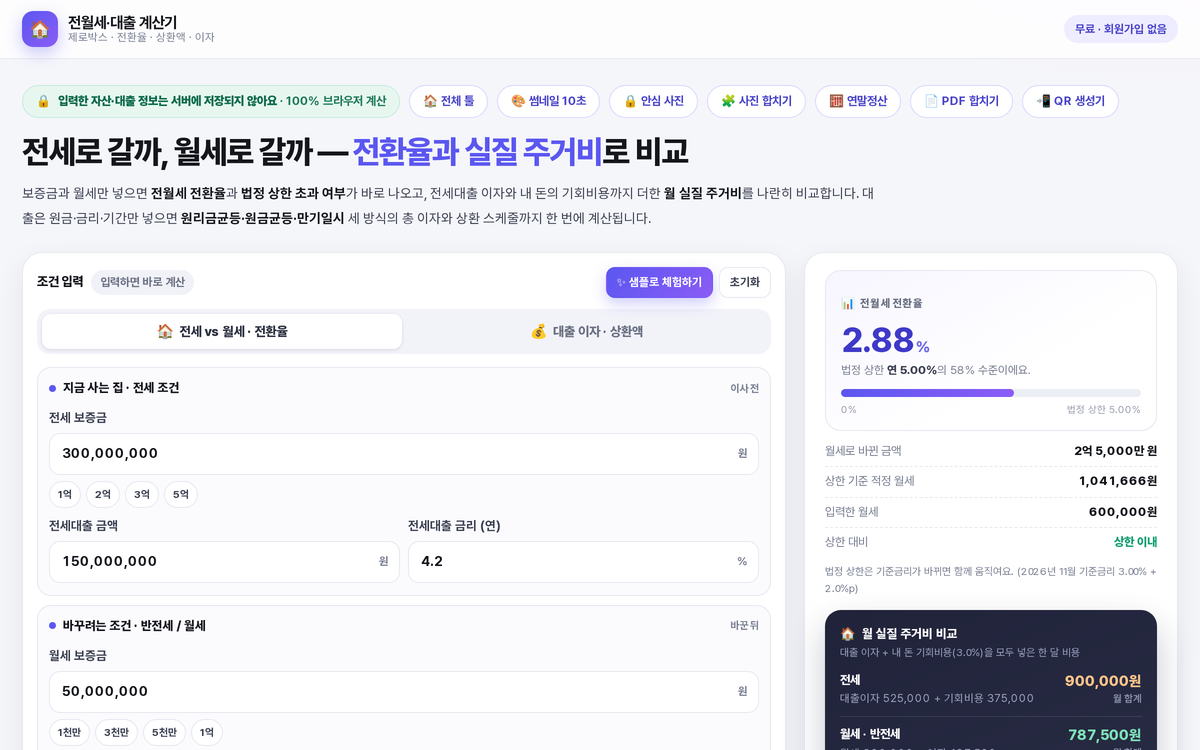 전월세·대출 계산기
제로박스 · 전환율 · 상환액 · 이자
무료 · 회원가입 없음
입력한 자산·대출 정보는 서버에 저장되지 않아요 · 100% 브라우저 계산
전체 툴
썸네일 10초
안심 사진
사진 합치기
연말정산
PDF 합치기
QR 생성기
전세로 갈까, 월세로 갈까 — 전환율과 실질 주거비로 비교
보증금과 월세만 넣으면 전월세 전환율과 법정 상한 초과 여부가 바로 나오고, 전세대출 이자와 내 돈의 기회비용까지 더한 월 실질 주거비를 나란히 비교합니다. 대
출은 원금·금리·기간만 넣으면 원리금균등·원금균등·만기일시 세 방식의 총 이자와 상환 스케줄까지 한 번에 계산됩니다.
조건 입력
입력하면 바로 계산
샘플로 체험하기
초기화
전세 vs 월세 · 전환율
대출 이자 · 상환액
지금 사는 집 · 전세 조건
이사 전
전세 보증금
300,000,000
원
1억
2억
3억
5억
전세대출 금액
전세대출 금리 (연)
150,000,000
원
4.2
%
바꾸려는 조건 · 반전세 / 월세
바꾼 뒤
월세 보증금
50,000,000
원
1천만
3천만
5천만
1억
전월세 전환율
2.88%
법정 상한 연 5.00%의 58% 수준이에요.
0%
법정 상한 5.00%
월세로 바뀐 금액
2억 5,000만 원
상한 기준 적정 월세
1,041,666원
입력한 월세
600,000원
상한 대비
상한 이내
법정 상한은 기준금리가 바뀌면 함께 움직여요. (2026년 11월 기준금리 3.00% +
2.0%p)
월 실질 주거비 비교
대출 이자 + 내 돈 기회비용(3.0%)을 모두 넣은 한 달 비용
전세
900,000원
대출이자 525,000 + 기회비용 375,000
월 합계
월세 · 반전세
787,500원